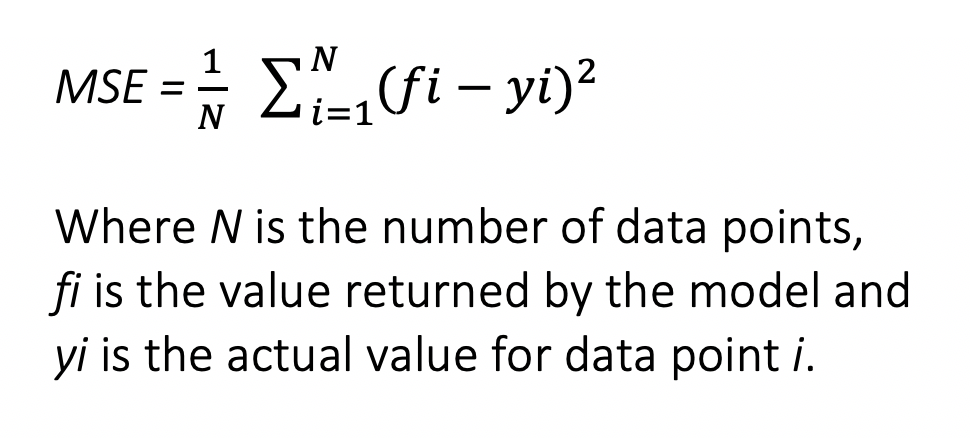 MSE = 1/N ∑ᴺᵢ₌₁(fi − yi)²
Where N is the number of data points,
fi is the value returned by the model and
yi is the actual value for data point i.